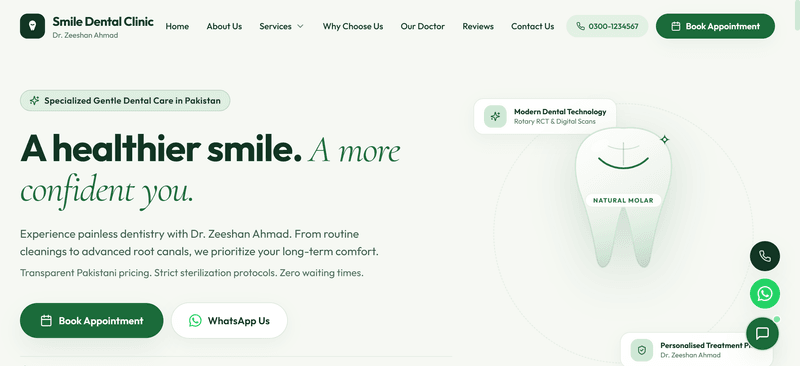 Smile Dental Clinic
Dr. Zeeshan Ahmad
Home About Us Services Why Choose Us Our Doctor Reviews Contact Us
0300-1234567
Book Appointment
Specialized Gentle Dental Care in Pakistan
A healthier smile. A more
confident you.
Experience painless dentistry with Dr. Zeeshan Ahmad. From routine
cleanings to advanced root canals, we prioritize your long-term comfort.
Transparent Pakistani pricing. Strict sterilization protocols. Zero waiting times.
Book Appointment
WhatsApp Us
Modern Dental Technology
Rotary RCT & Digital Scans
NATURAL MOLAR
Personalised Treatment
Dr. Zeeshan Ahmad